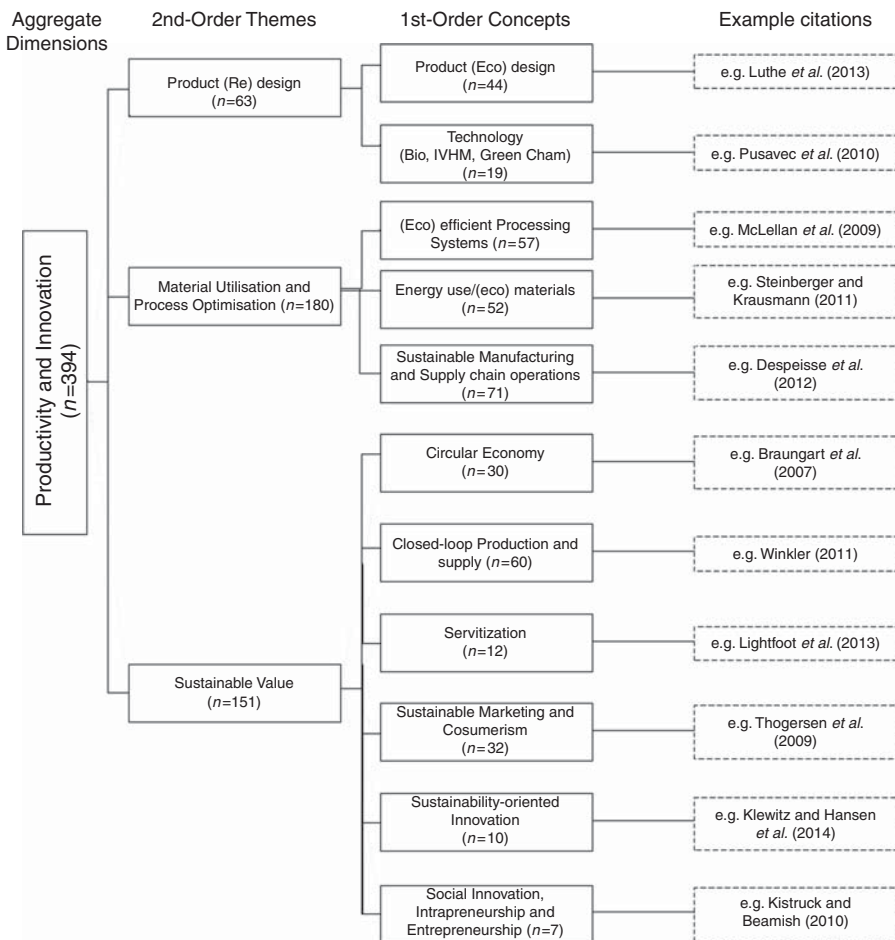 Aggregate
Dimensions
2nd-Order Themes
1st-Order Concepts
Example citations
Productivity and Innovation
(n=394)
Product (Re) design
(n=63)
Product (Eco) design
(n=44)
e.g. Luthe et al. (2013)
Technology
(Bio, IVHM, Green Cham)
(n=19)
e.g. Pusavec et al. (2010)
Material Utilisation and
Process Optimisation (n=180)
(Eco) efficient Processing
Systems (n=57)
e.g. McLellan et al. (2009)
Energy use/(eco) materials
(n=52)
e.g. Steinberger and
Krausmann (2011)
Sustainable Manufacturing
and Supply chain operations
(n=71)
e.g. Despeisse et al.
(2012)
Sustainable Value
(n=151)
Circular Economy
(n=30)
e.g. Braungart et al.
(2007)
Closed-loop Production and
supply (n=60)
e.g. Winkler (2011)
Servitization
(n=12)
e.g. Lightfoot et al. (2013)
Sustainable Marketing and
Cosumerism
(n=32)
e.g. Thogersen et al.
(2009)
Sustainability-oriented
Innovation
(n=10)
e.g. Klewitz and Hansen
et al. (2014)
Social Innovation,
Intrapreneurship and
Entrepreneurship (n=7)
e.g. Kistruck and
Beamish (2010)